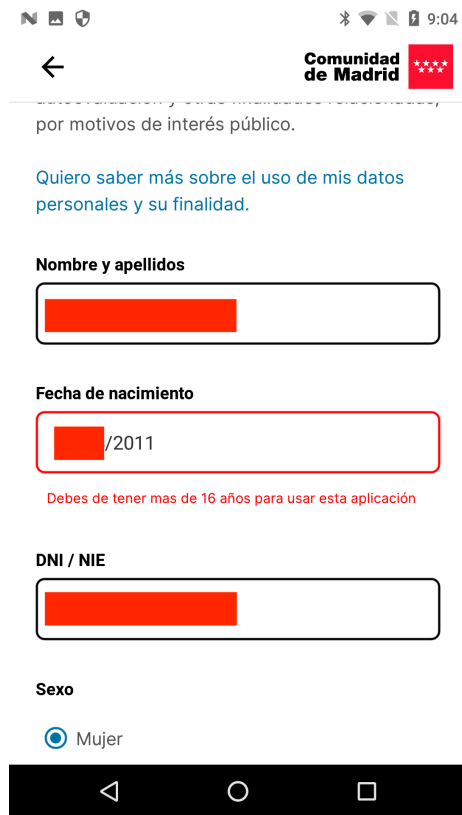 9:04
Comunidad
de Madrid
por motivos de interés público.
Quiero saber más sobre el uso de mis datos
personales y su finalidad.
Nombre y apellidos
Fecha de nacimiento
/2011
Debes de tener mas de 16 años para usar esta aplicación
DNI / NIE
Sexo
Mujer